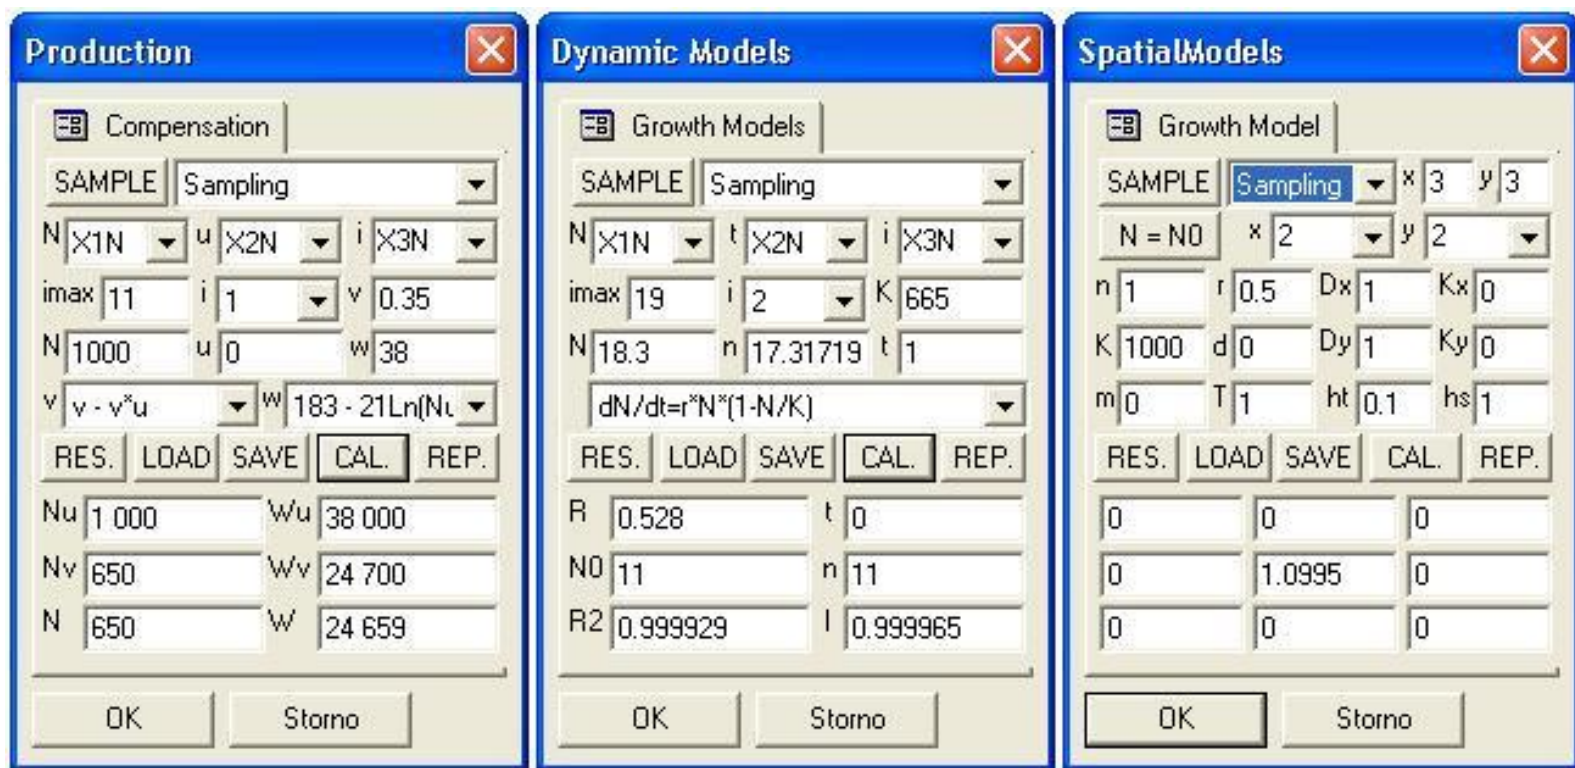 Production
Compensation
SAMPLE Sampling
N X1N u X2N i X3N
imax 11 i 1 v 0.35
N 1000 u 0 w 38
v v - v*u w 183 - 21Ln(Nu
RES. LOAD SAVE CAL. REP.
Nu 1 000 Wu 38 000
Nv 650 Wv 24 700
N 650 W 24 659
OK Storno
Dynamic Models
Growth Models
SAMPLE Sampling
N X1N t X2N i X3N
imax 19 i 2 K 665
N 18.3 n 17.31719 t 1
dN/dt=r*N*(1-N/K)
RES. LOAD SAVE CAL. REP.
R 0.528 t 0
N0 11 n 11
R2 0.999929 I 0.999965
OK Storno
SpatialModels
Growth Model
SAMPLE Sampling x 3 y 3
N = N0 x 2 y 2
n 1 r 0.5 Dx 1 Kx 0
K 1000 d 0 Dy 1 Ky 0
m 0 T 1 ht 0.1 hs 1
RES. LOAD SAVE CAL. REP.
0 0 0
0 1.0995 0
0 0 0
OK Storno